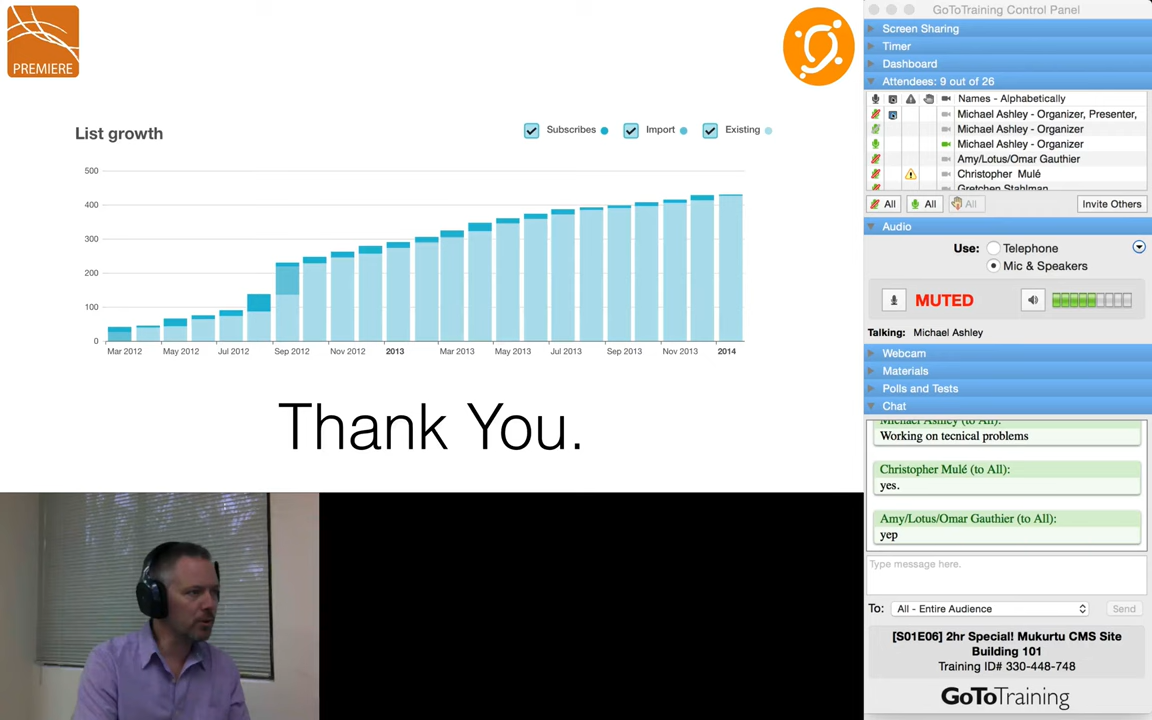 PREMIERE
List growth
Subscribes
Import
Existing
500
400
300
200
100
0
Mar 2012
May 2012
Jul 2012
Sep 2012
Nov 2012
2013
Mar 2013
May 2013
Jul 2013
Sep 2013
Nov 2013
2014
Thank You.
GoToTraining Control Panel
Screen Sharing
Timer
Dashboard
Attendees: 9 out of 26
Names - Alphabetically
Michael Ashley - Organizer, Presenter,
Michael Ashley - Organizer
Michael Ashley - Organizer
Amy/Lotus/Omar Gauthier
Christopher Mulé
Gretchen Stahlman
All
All
All
Invite Others
Audio
Use:
Telephone
Mic & Speakers
MUTED
Talking: Michael Ashley
Webcam
Materials
Polls and Tests
Chat
Michael Ashley (to All):
Working on tecnical problems
Christopher Mulé (to All):
yes.
Amy/Lotus/Omar Gauthier (to All):
yep
Type message here.
To: All - Entire Audience
Send
[S01E06] 2hr Special! Mukurtu CMS Site
Building 101
Training ID# 330-448-748
GoToTraining